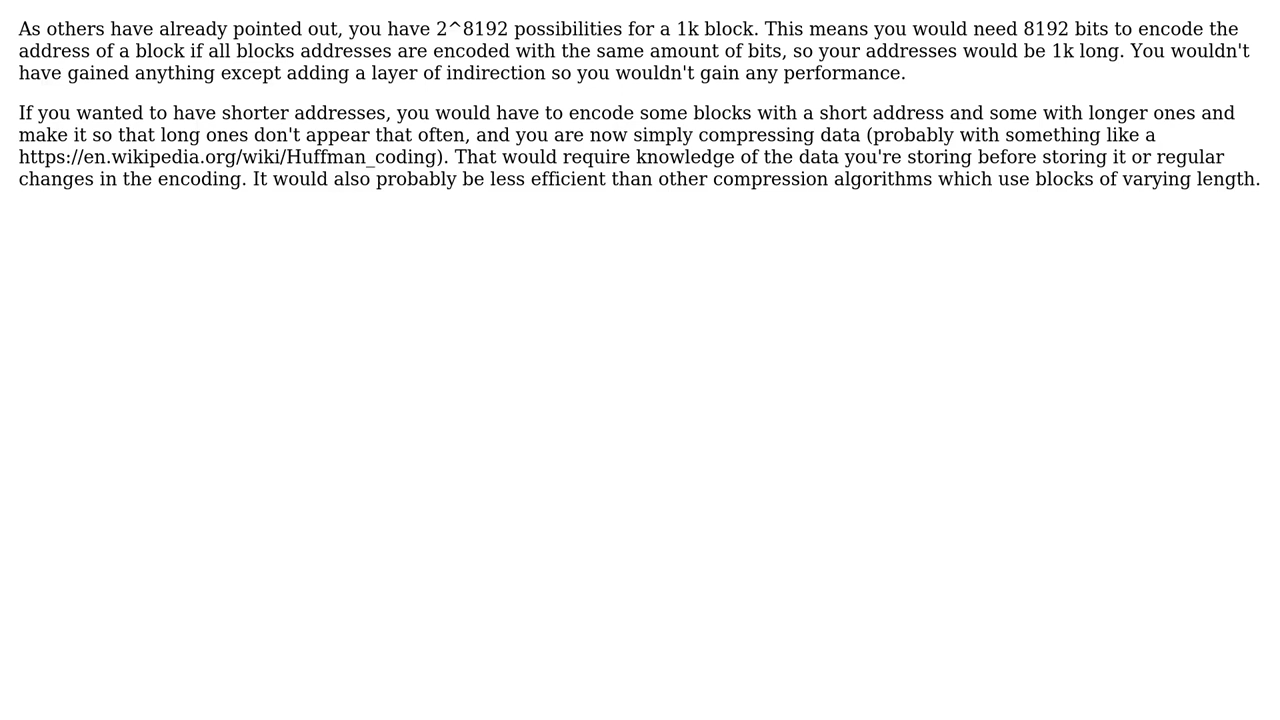 As others have already pointed out, you have 2^8192 possibilities for a 1k block. This means you would need 8192 bits to encode the
address of a block if all blocks addresses are encoded with the same amount of bits, so your addresses would be 1k long. You wouldn't
have gained anything except adding a layer of indirection so you wouldn't gain any performance.
If you wanted to have shorter addresses, you would have to encode some blocks with a short address and some with longer ones and
make it so that long ones don't appear that often, and you are now simply compressing data (probably with something like a
https://en.wikipedia.org/wiki/Huffman_coding). That would require knowledge of the data you're storing before storing it or regular
changes in the encoding. It would also probably be less efficient than other compression algorithms which use blocks of varying length.